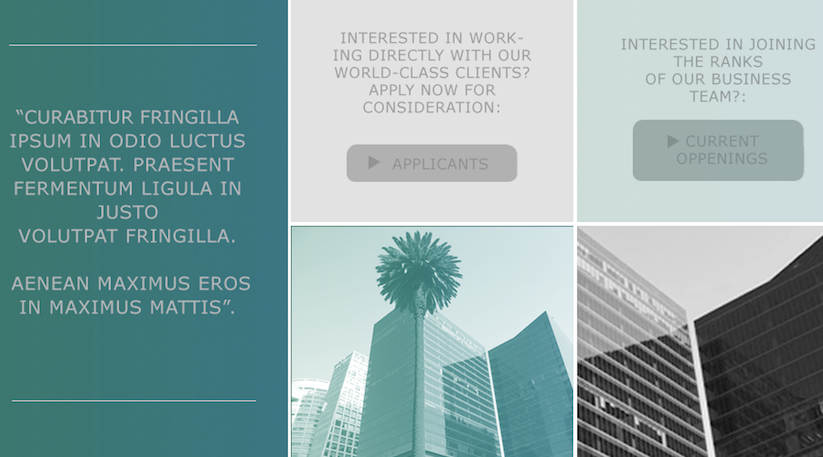 “CURABITUR FRINGILLA
IPSUM IN ODIO LUCTUS
VOLUTPAT. PRAESENT
FERMENTUM LIGULA IN
JUSTO
VOLUTPAT FRINGILLA.
AENEAN MAXIMUS EROS
IN MAXIMUS MATTIS”.
INTERESTED IN WORK-
ING DIRECTLY WITH OUR
WORLD-CLASS CLIENTS?
APPLY NOW FOR
CONSIDERATION:
APPLICANTS
INTERESTED IN JOINING
THE RANKS
OF OUR BUSINESS
TEAM?:
CURRENT
OPPENINGS